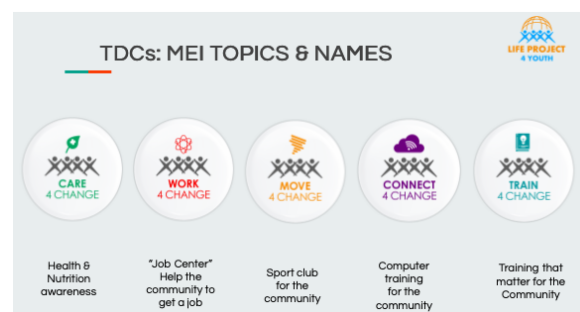 TDCs: MEI TOPICS & NAMES
LIFE PROJECT
4 YOUTH
CARE
4 CHANGE
WORK
4 CHANGE
MOVE
4 CHANGE
CONNECT
4 CHANGE
TRAIN
4 CHANGE
Health &
Nutrition
awareness
"Job Center"
Help the
community to
get a job
Sport club
for the
community
Computer
training
for the
community
Training that
matter for the
Community